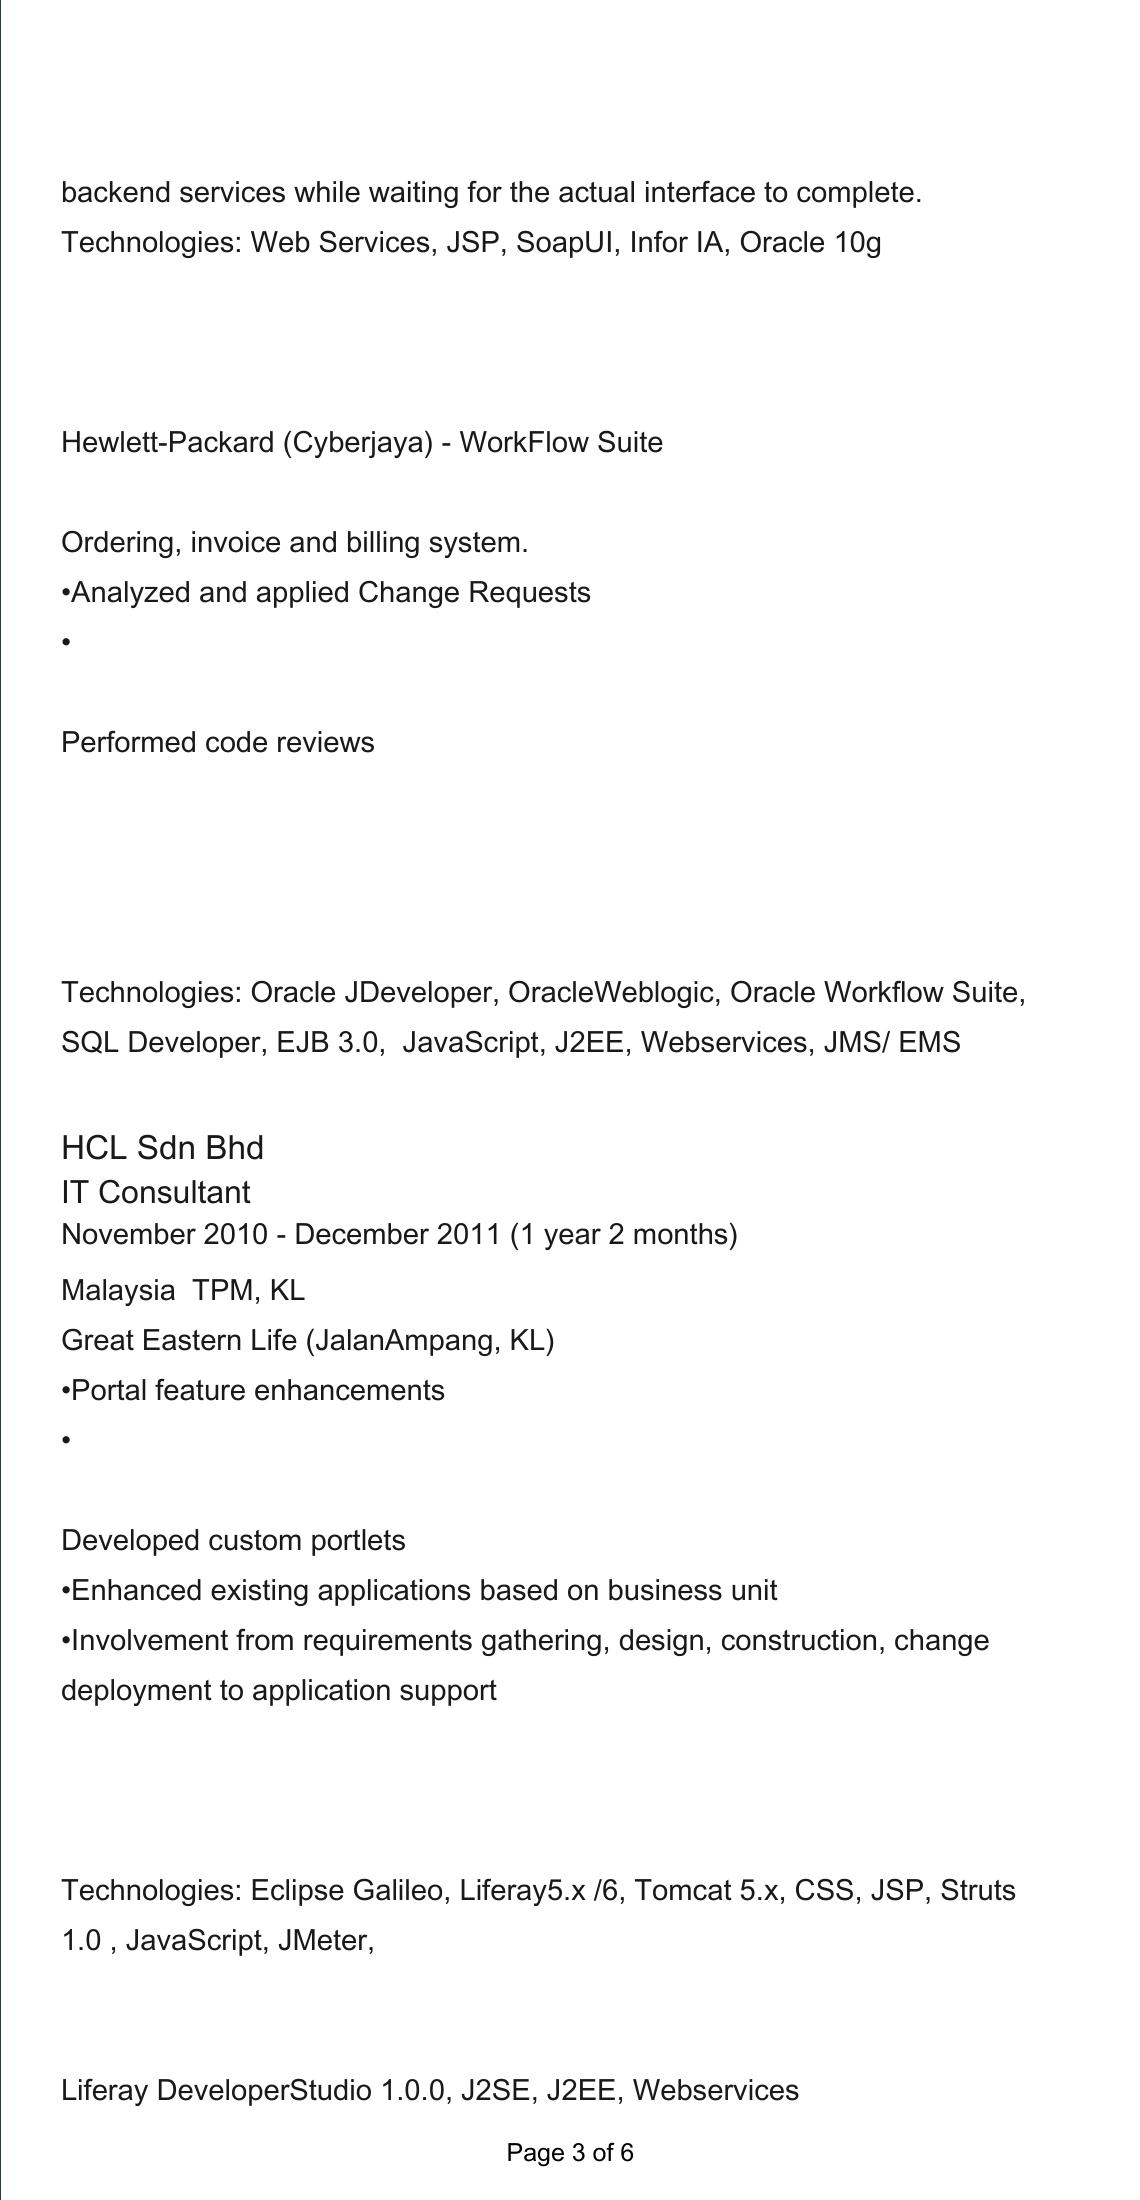 backend services while waiting for the actual interface to complete.
Technologies: Web Services, JSP, SoapUI, Infor IA, Oracle 10g
Hewlett-Packard (Cyberjaya) - WorkFlow Suite
Ordering, invoice and billing system.
•Analyzed and applied Change Requests
•
Performed code reviews
Technologies: Oracle JDeveloper, OracleWeblogic, Oracle Workflow Suite,
SQL Developer, EJB 3.0,  JavaScript, J2EE, Webservices, JMS/ EMS
HCL Sdn Bhd
IT Consultant
November 2010 - December 2011 (1 year 2 months)
Malaysia  TPM, KL
Great Eastern Life (JalanAmpang, KL)
•Portal feature enhancements
•
Developed custom portlets
•Enhanced existing applications based on business unit
•Involvement from requirements gathering, design, construction, change
deployment to application support
Technologies: Eclipse Galileo, Liferay5.x /6, Tomcat 5.x, CSS, JSP, Struts
1.0 , JavaScript, JMeter,
Liferay DeveloperStudio 1.0.0, J2SE, J2EE, Webservices
Page 3 of 6